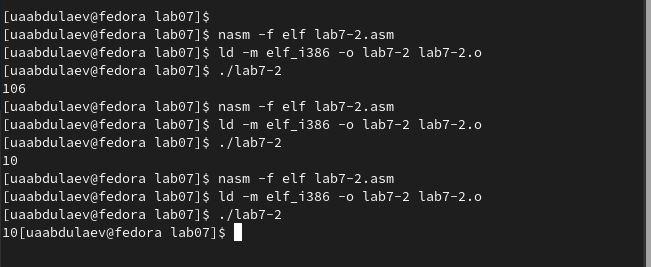 [uaabdulaev@fedora lab07]$
[uaabdulaev@fedora lab07]$ nasm -f elf lab7-2.asm
[uaabdulaev@fedora lab07]$ ld -m elf_i386 -o lab7-2 lab7-2.o
[uaabdulaev@fedora lab07]$ ./lab7-2
106
[uaabdulaev@fedora lab07]$ nasm -f elf lab7-2.asm
[uaabdulaev@fedora lab07]$ ld -m elf_i386 -o lab7-2 lab7-2.o
[uaabdulaev@fedora lab07]$ ./lab7-2
10
[uaabdulaev@fedora lab07]$ nasm -f elf lab7-2.asm
[uaabdulaev@fedora lab07]$ ld -m elf_i386 -o lab7-2 lab7-2.o
[uaabdulaev@fedora lab07]$ ./lab7-2
10[uaabdulaev@fedora lab07]$